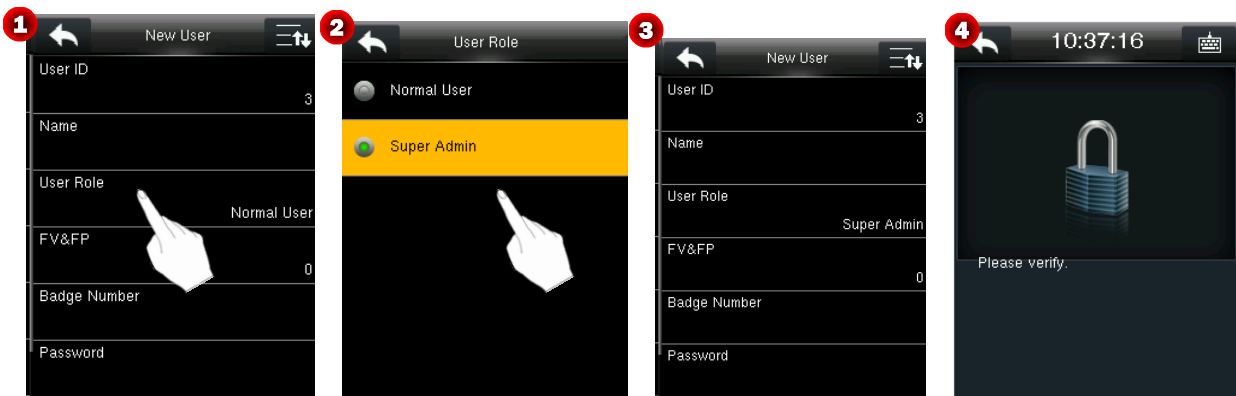 1
New User
User ID
3
Name
User Role
Normal User
FV&FP
0
Badge Number
Password
2
User Role
Normal User
Super Admin
3
New User
User ID
3
Name
User Role
Super Admin
FV&FP
0
Badge Number
Password
4
10:37:16
Please verify.